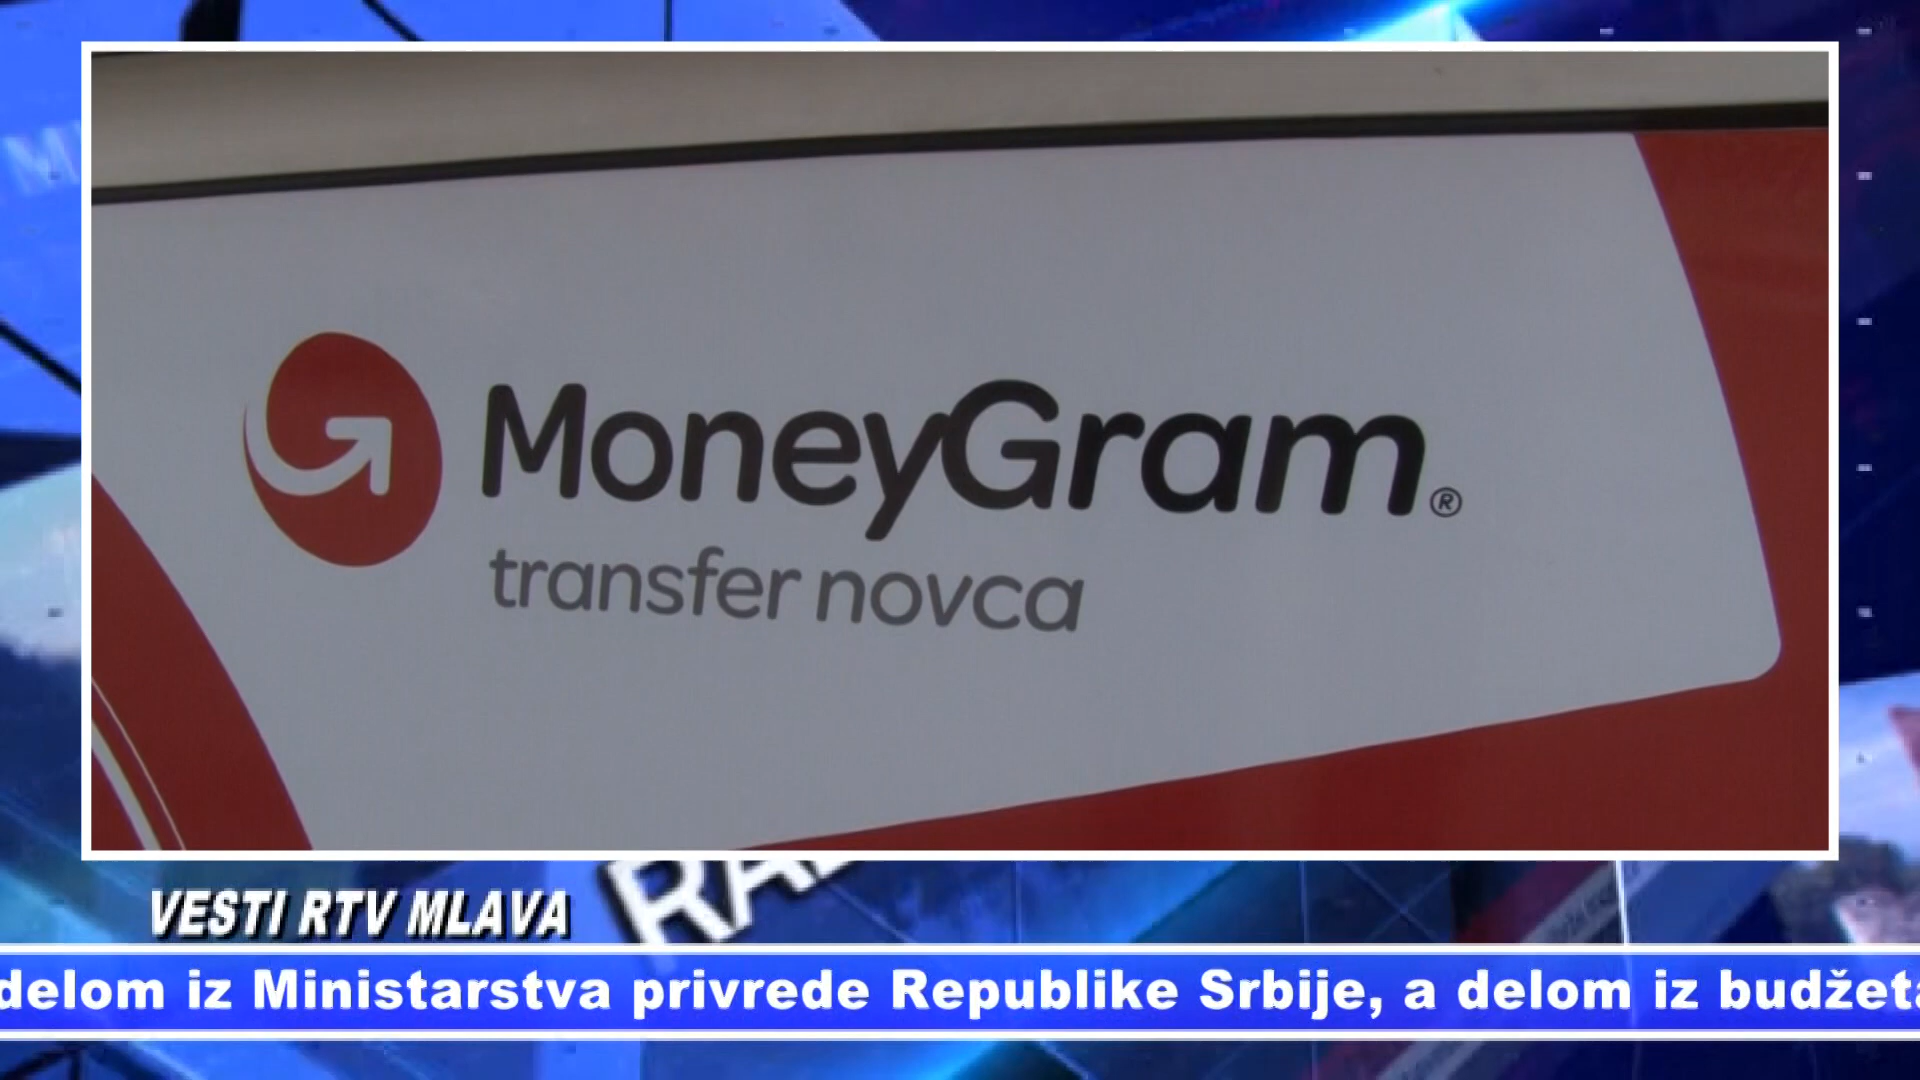 MoneyGram®
transfer novca
VESTI RTV MLAVA
delom iz Ministarstva privrede Republike Srbije, a delom iz budžeta